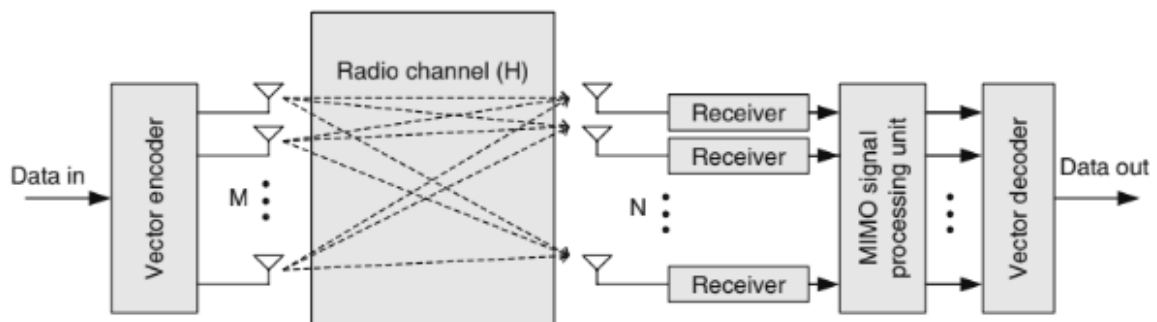 Radio channel (H)
Data in
Vector encoder
M
N
Receiver
Receiver
Receiver
MIMO signal
processing unit
Vector decoder
Data out